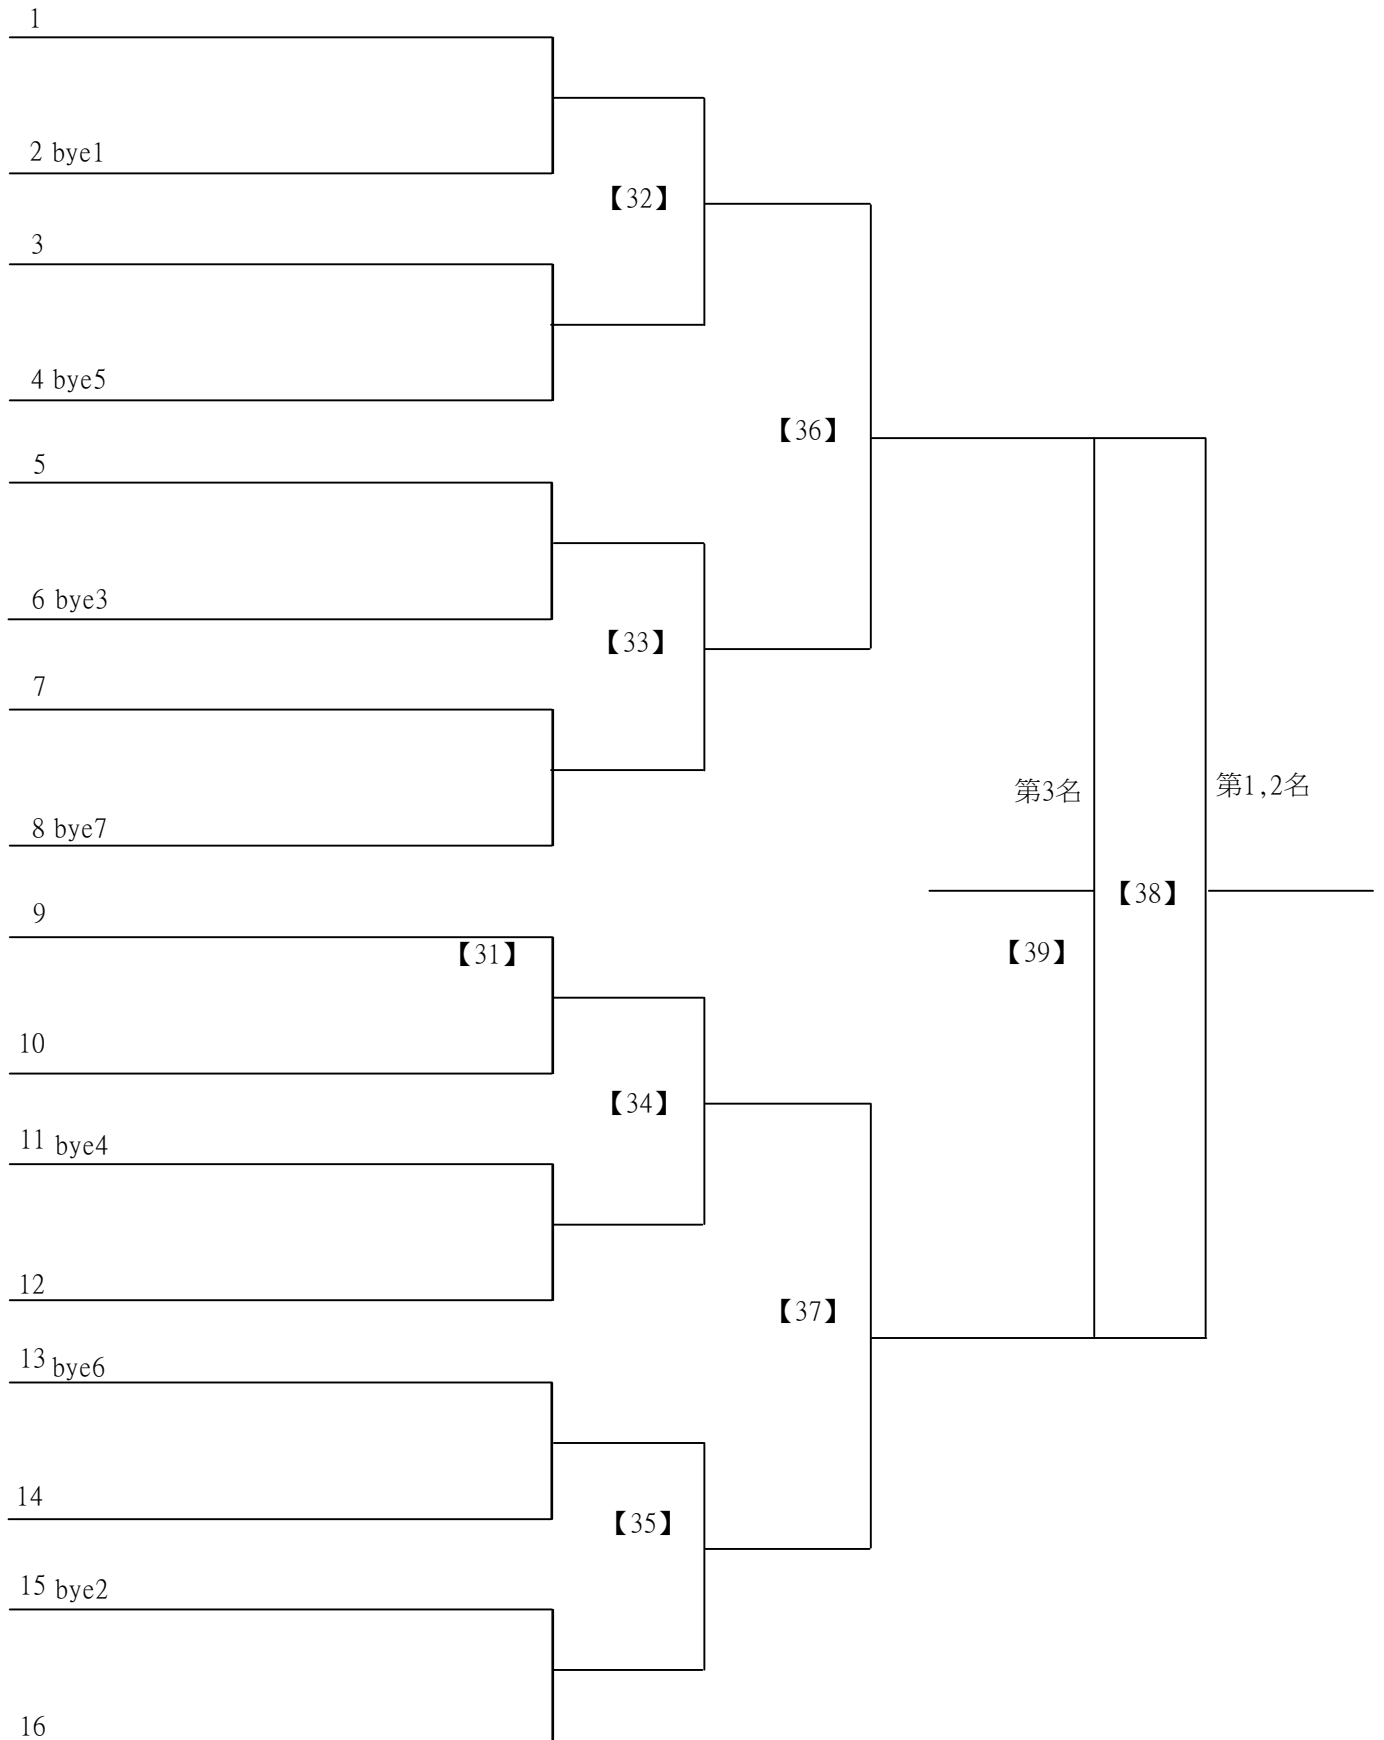 1
2 bye1
【32】
3
4 bye5
【36】
5
6 bye3
【33】
7
第3名
第1,2名
8 bye7
【38】
9
【31】
【39】
10
【34】
11 bye4
12
【37】
13 bye6
14
【35】
15 bye2
16